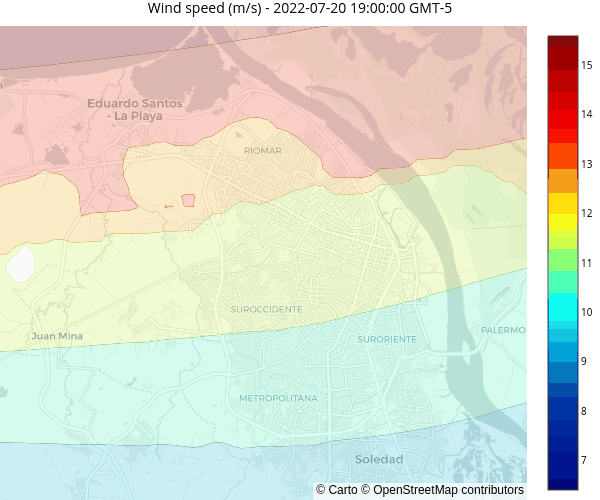 Wind speed (m/s) - 2022-07-20 19:00:00 GMT-5
Eduardo Santos
- La Playa
RIOMAR
SUROCCIDENTE
Juan Mina
SURORIENTE
PALERMO
METROPOLITANA
Soledad
© Carto © OpenStreetMap contributors
15
14
13
12
11
10
9
8
7